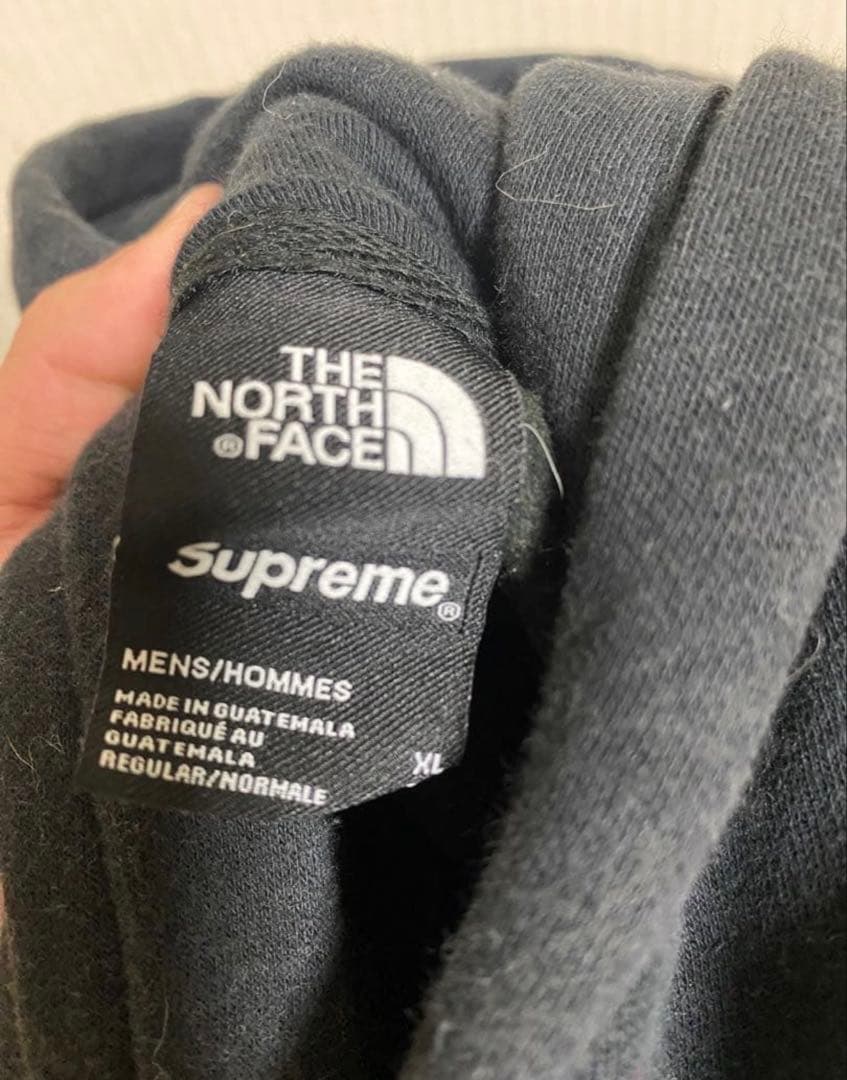 THE
NORTH
® FACE
Supreme®
MENS/HOMMES
MADE IN GUATEMALA
FABRIQUÉ AU
GUATEMALA
REGULAR/NORMALE
XL